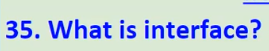 35. What is interface?